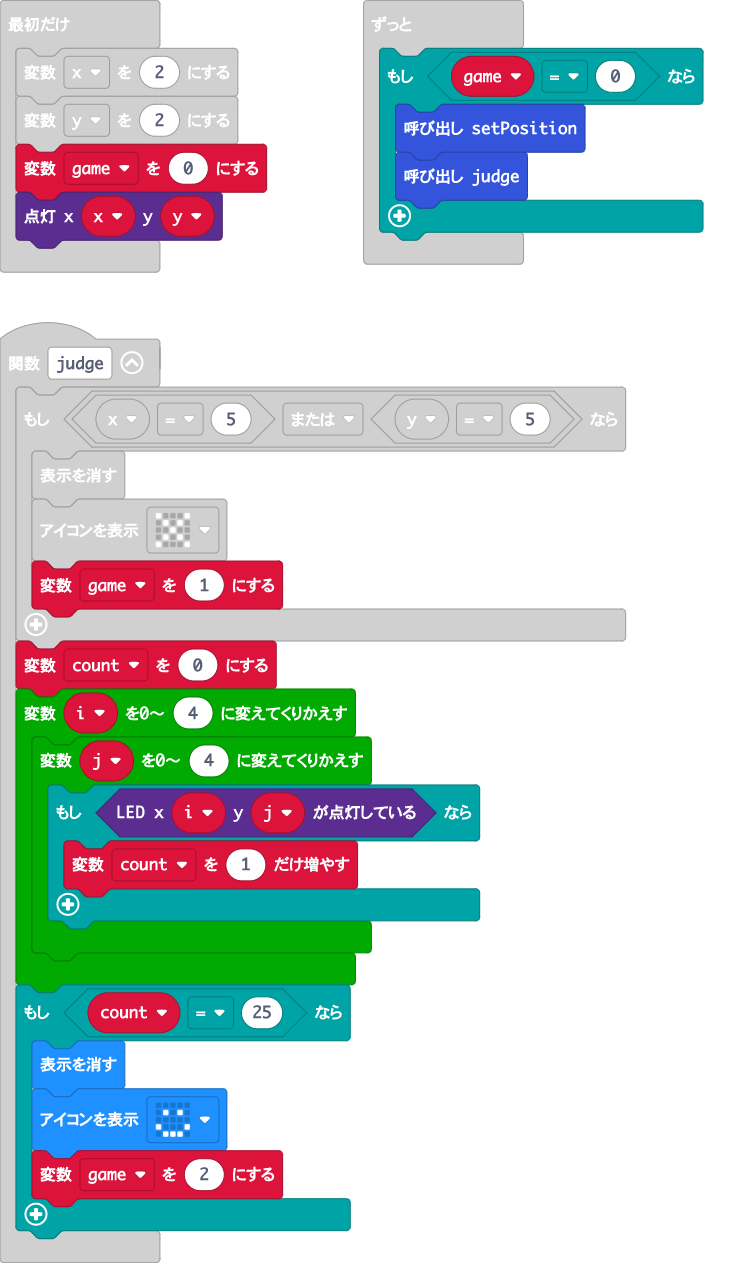 最初だけ
変数 x を 2 にする
変数 y を 2 にする
変数 game を 0 にする
点灯 x x y y
ずっと
もし game = 0 なら
呼び出し setPosition
呼び出し judge
関数 judge
もし x = 5 または y = 5 なら
表示を消す
アイコンを表示
変数 game を 1 にする
変数 count を 0 にする
変数 i を0～ 4 に変えてくりかえす
変数 j を0～ 4 に変えてくりかえす
もし LED x i y j が点灯している なら
変数 count を 1 だけ増やす
もし count = 25 なら
表示を消す
アイコンを表示
変数 game を 2 にする